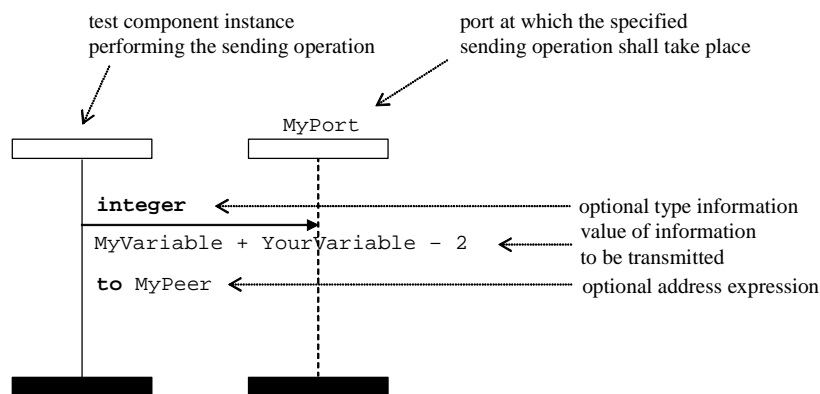 test component instance
performing the sending operation
port at which the specified
sending operation shall take place
MyPort
integer
optional type information
MyVariable + YourVariable – 2
value of information
to be transmitted
to MyPeer
optional address expression